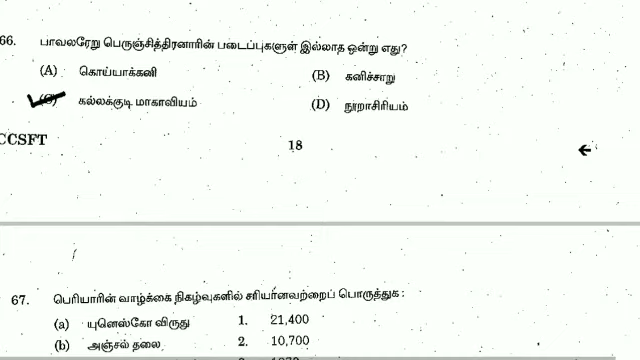 66. பாவலரேறு பெருஞ்சித்திரனாரின் படைப்புகளுள் இல்லாத ஒன்று எது?
(A) கொய்யாக்கனி (B) கனிச்சாறு
(C) கல்லக்குடி மாகாவியம் (D) நூறாசிரியம்
CCSFT 18 ←
67. பெரியாரின் வாழ்க்கை நிகழ்வுகளில் சரியானவற்றைப் பொருத்துக :
(a) யுனெஸ்கோ விருது 1. 21,400
(b) அஞ்சல் தலை 2. 10,700